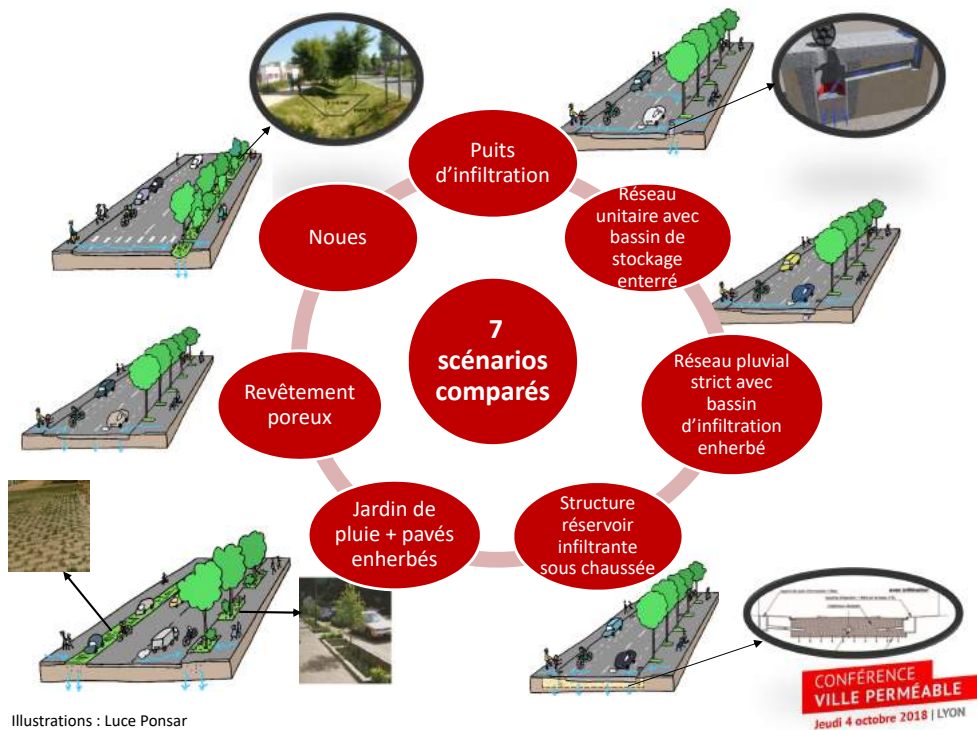 Puits
d'infiltration
Réseau
unitaire avec
bassin de
stockage
enterré
Noues
7
scénarios
comparés
Réseau pluvial
strict avec
bassin
d'infiltration
enherbé
Revêtement
poreux
Jardin de
pluie + pavés
enherbés
Structure
réservoir
infiltrante
sous chaussée
CONFÉRENCE
VILLE PERMÉABLE
Jeudi 4 octobre 2018 | LYON
Illustrations : Luce Ponsar